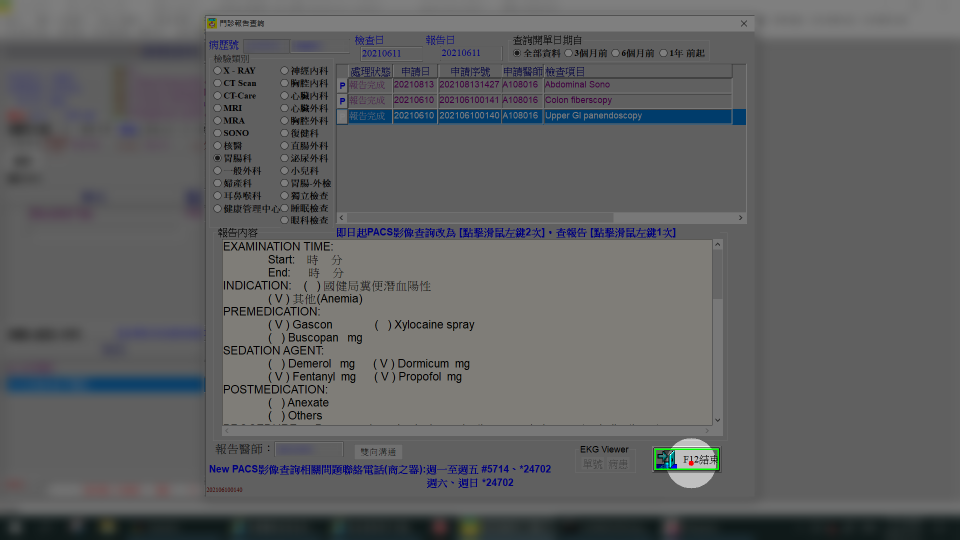 門診報告查詢
病歷號
檢查日
報告日
20210611
20210611
查詢開單日期自
全部資料 3個月前 6個月前 1年 前起
檢驗類別
X - RAY 神經內科
CT Scan 胸腔內科
CT-Care 心臟內科
MRI 心臟外科
MRA 胸腔外科
SONO 復健科
核醫 直腸外科
胃腸科 泌尿外科
一般外科 小兒科
婦產科 胃腸-外檢
耳鼻喉科 獨立檢查
健康管理中心 睡眠檢查
眼科檢查
處理狀態 申請日 申請序號 申請醫師 檢查項目
P 報告完成 20210813 202108131427 A108016 Abdominal Sono
P 報告完成 20210610 202106100141 A108016 Colon fiberscopy
報告完成 20210610 202106100140 A108016 Upper GI panendoscopy
報告內容
即日起PACS影像查詢改為 [點擊滑鼠左鍵2次]，查報告 [點擊滑鼠左鍵1次]
EXAMINATION TIME:
Start: 時 分
End: 時 分
INDICATION: ( ) 國健局糞便潛血陽性
( V ) 其他(Anemia)
PREMEDICATION:
( V ) Gascon ( ) Xylocaine spray
( ) Buscopan mg
SEDATION AGENT:
( ) Demerol mg ( V ) Dormicum mg
( V ) Fentanyl mg ( V ) Propofol mg
POSTMEDICATION:
( ) Anexate
( ) Others
報告醫師：
雙向溝通
EKG Viewer
單號 病患
F12結束
New PACS影像查詢相關問題聯絡電話(商之器):週一至週五 #5714、*24702
週六、週日 *24702
202106100140